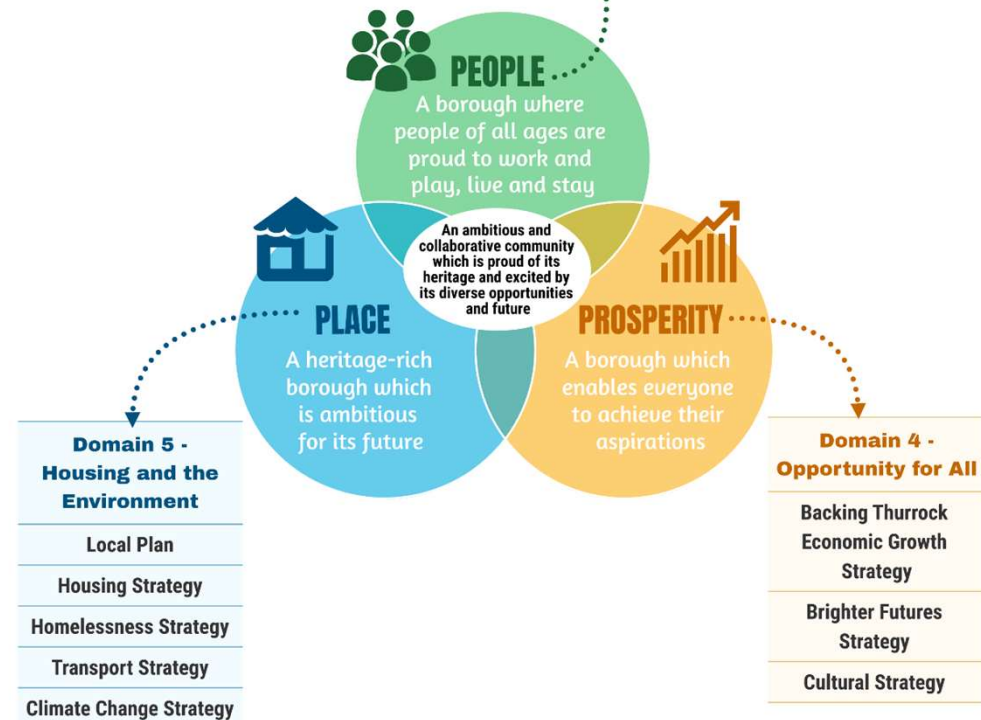 PEOPLE
A borough where
people of all ages are
proud to work and
play, live and stay
An ambitious and
collaborative community
which is proud of its
heritage and excited by
its diverse opportunities
and future
PLACE
A heritage-rich
borough which
is ambitious
for its future
PROSPERITY
A borough which
enables everyone
to achieve their
aspirations
Domain 5 -
Housing and the
Environment
Local Plan
Housing Strategy
Homelessness Strategy
Transport Strategy
Climate Change Strategy
Domain 4 -
Opportunity for All
Backing Thurrock
Economic Growth
Strategy
Brighter Futures
Strategy
Cultural Strategy